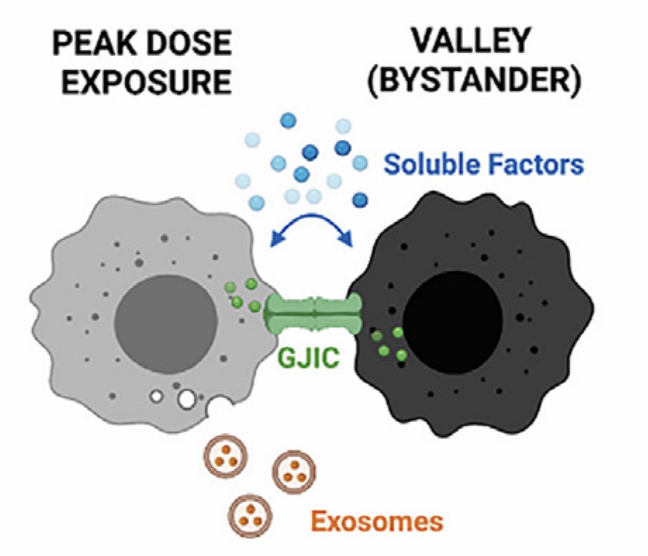 PEAK DOSE
EXPOSURE
VALLEY
(BYSTANDER)
Soluble Factors
GJIC
Exosomes